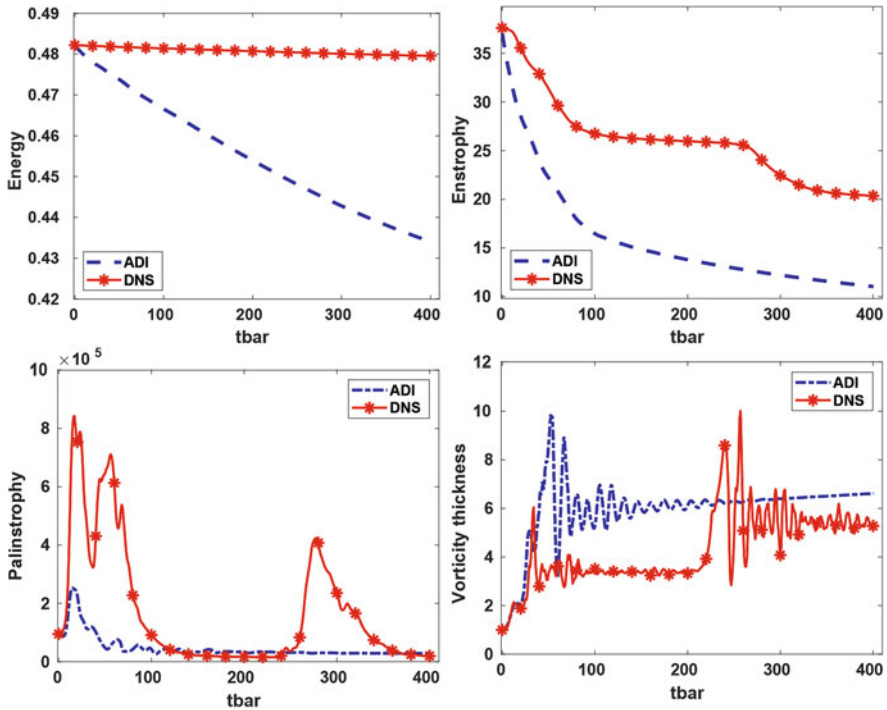 0.49
0.48
0.47
0.46
0.45
0.44
0.43
0.42
Energy
ADI
DNS
0 100 200 300 400
tbar
35
30
25
20
15
10
Enstrophy
ADI
DNS
0 100 200 300 400
tbar
× 10 5
10
8
6
4
2
0
Palinstrophy
ADI
DNS
0 100 200 300 400
tbar
12
10
8
6
4
2
0
Vorticity thickness
ADI
DNS
0 100 200 300 400
tbar